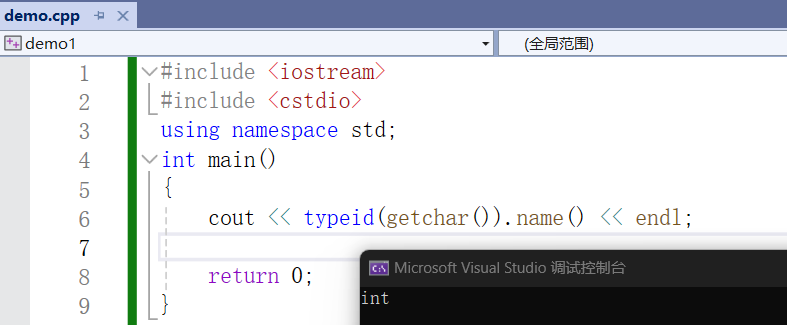 demo.cpp
demo1 (全局范围)
1 #include <iostream>
2 #include <cstdio>
3 using namespace std;
4 int main()
5 {
6 cout << typeid(getchar()).name() << endl;
7
8 return 0;
9 }
Microsoft Visual Studio 调试控制台
int